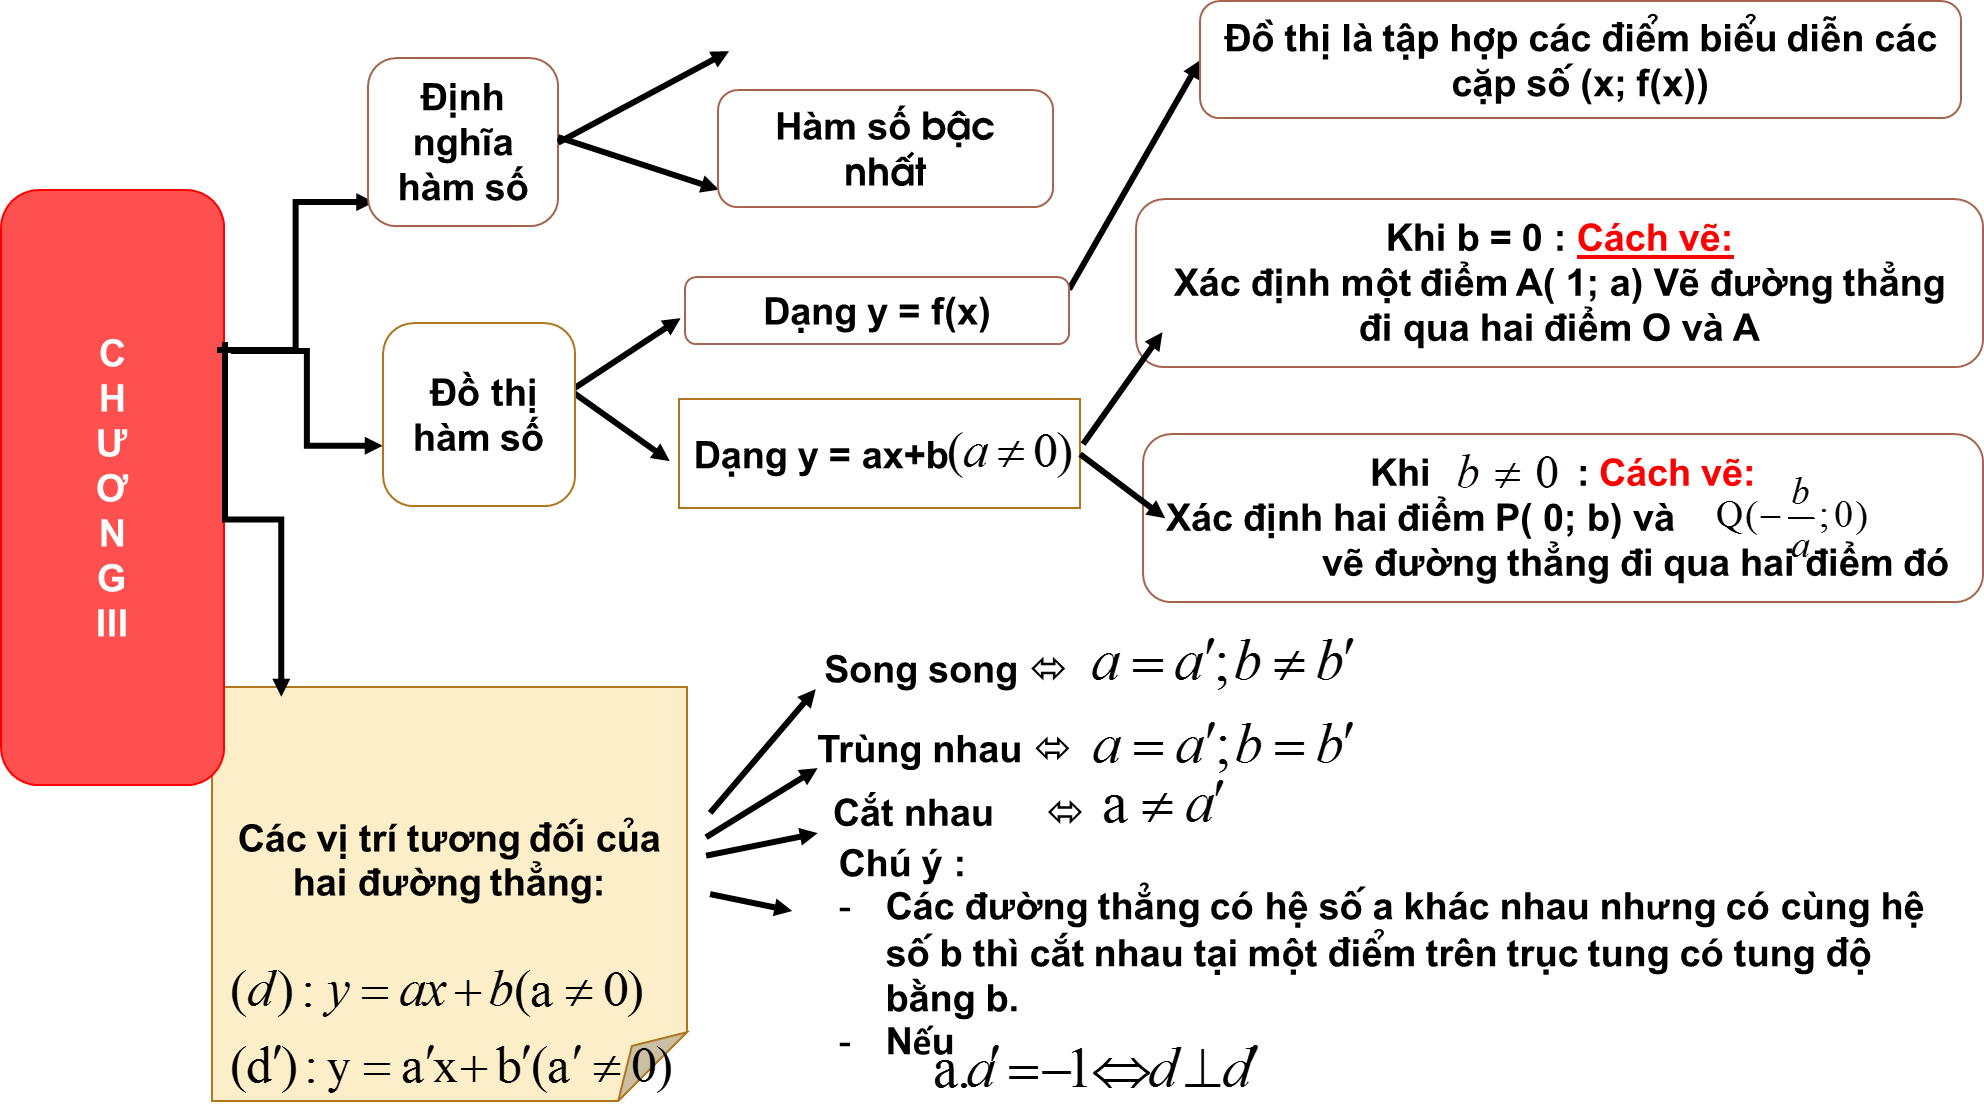 C
H
Ư
Ơ
N
G
III
Định
nghĩa
hàm số
Hàm số bậc
nhất
Đồ thị
hàm số
Dạng y = f(x)
Dạng y = ax+b(a ≠ 0)
Đồ thị là tập hợp các điểm biểu diễn các
cặp số (x; f(x))
Khi b = 0 : Cách vẽ:
Xác định một điểm A( 1; a) Vẽ đường thẳng
đi qua hai điểm O và A
Khi b ≠ 0 : Cách vẽ:
Xác định hai điểm P( 0; b) và Q(−b/a;0)
vẽ đường thẳng đi qua hai điểm đó
Các vị trí tương đối của
hai đường thẳng:
(d) : y = ax + b(a ≠ 0)
(d′) : y = a′x+ b′(a′ ≠ 0)
Song song ⇔ a = a′; b ≠ b′
Trùng nhau ⇔ a = a′; b = b′
Cắt nhau ⇔ a ≠ a′
Chú ý :
- Các đường thẳng có hệ số a khác nhau nhưng có cùng hệ
số b thì cắt nhau tại một điểm trên trục tung có tung độ
bằng b.
- Nếu
a.a′ = −1 ⇔ d ⊥ d′